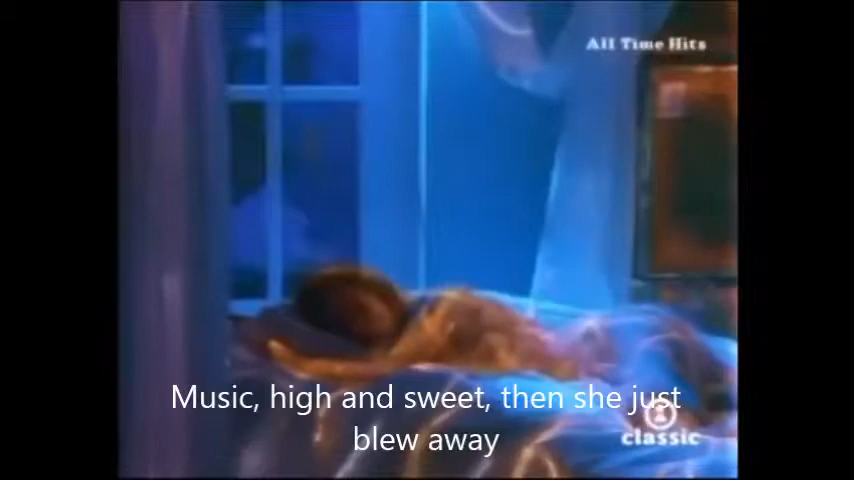 All Time Hits
Music, high and sweet, then she just
blew away
classic